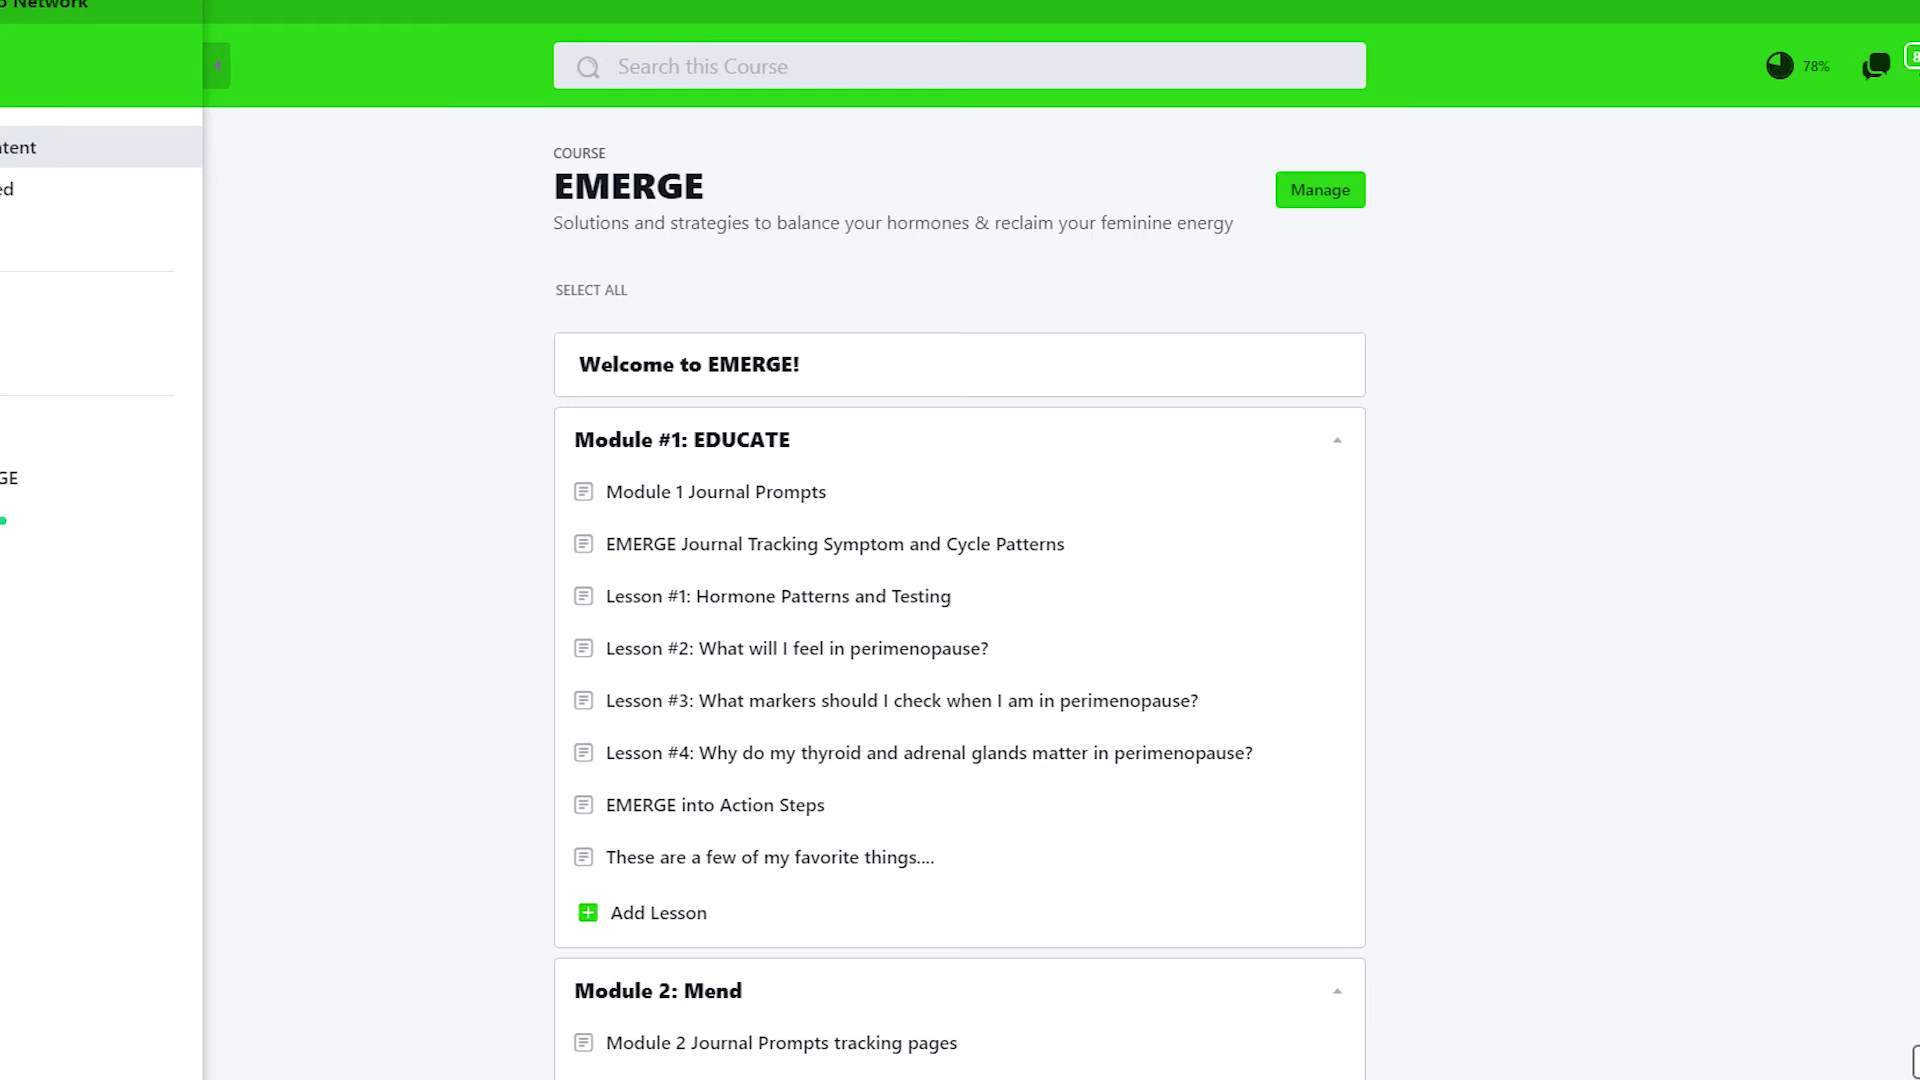 Network
Search this Course
78%
8
COURSE
EMERGE
Manage
Solutions and strategies to balance your hormones & reclaim your feminine energy
SELECT ALL
Welcome to EMERGE!
Module #1: EDUCATE
Module 1 Journal Prompts
EMERGE Journal Tracking Symptom and Cycle Patterns
Lesson #1: Hormone Patterns and Testing
Lesson #2: What will I feel in perimenopause?
Lesson #3: What markers should I check when I am in perimenopause?
Lesson #4: Why do my thyroid and adrenal glands matter in perimenopause?
EMERGE into Action Steps
These are a few of my favorite things....
Add Lesson
Module 2: Mend
Module 2 Journal Prompts tracking pages